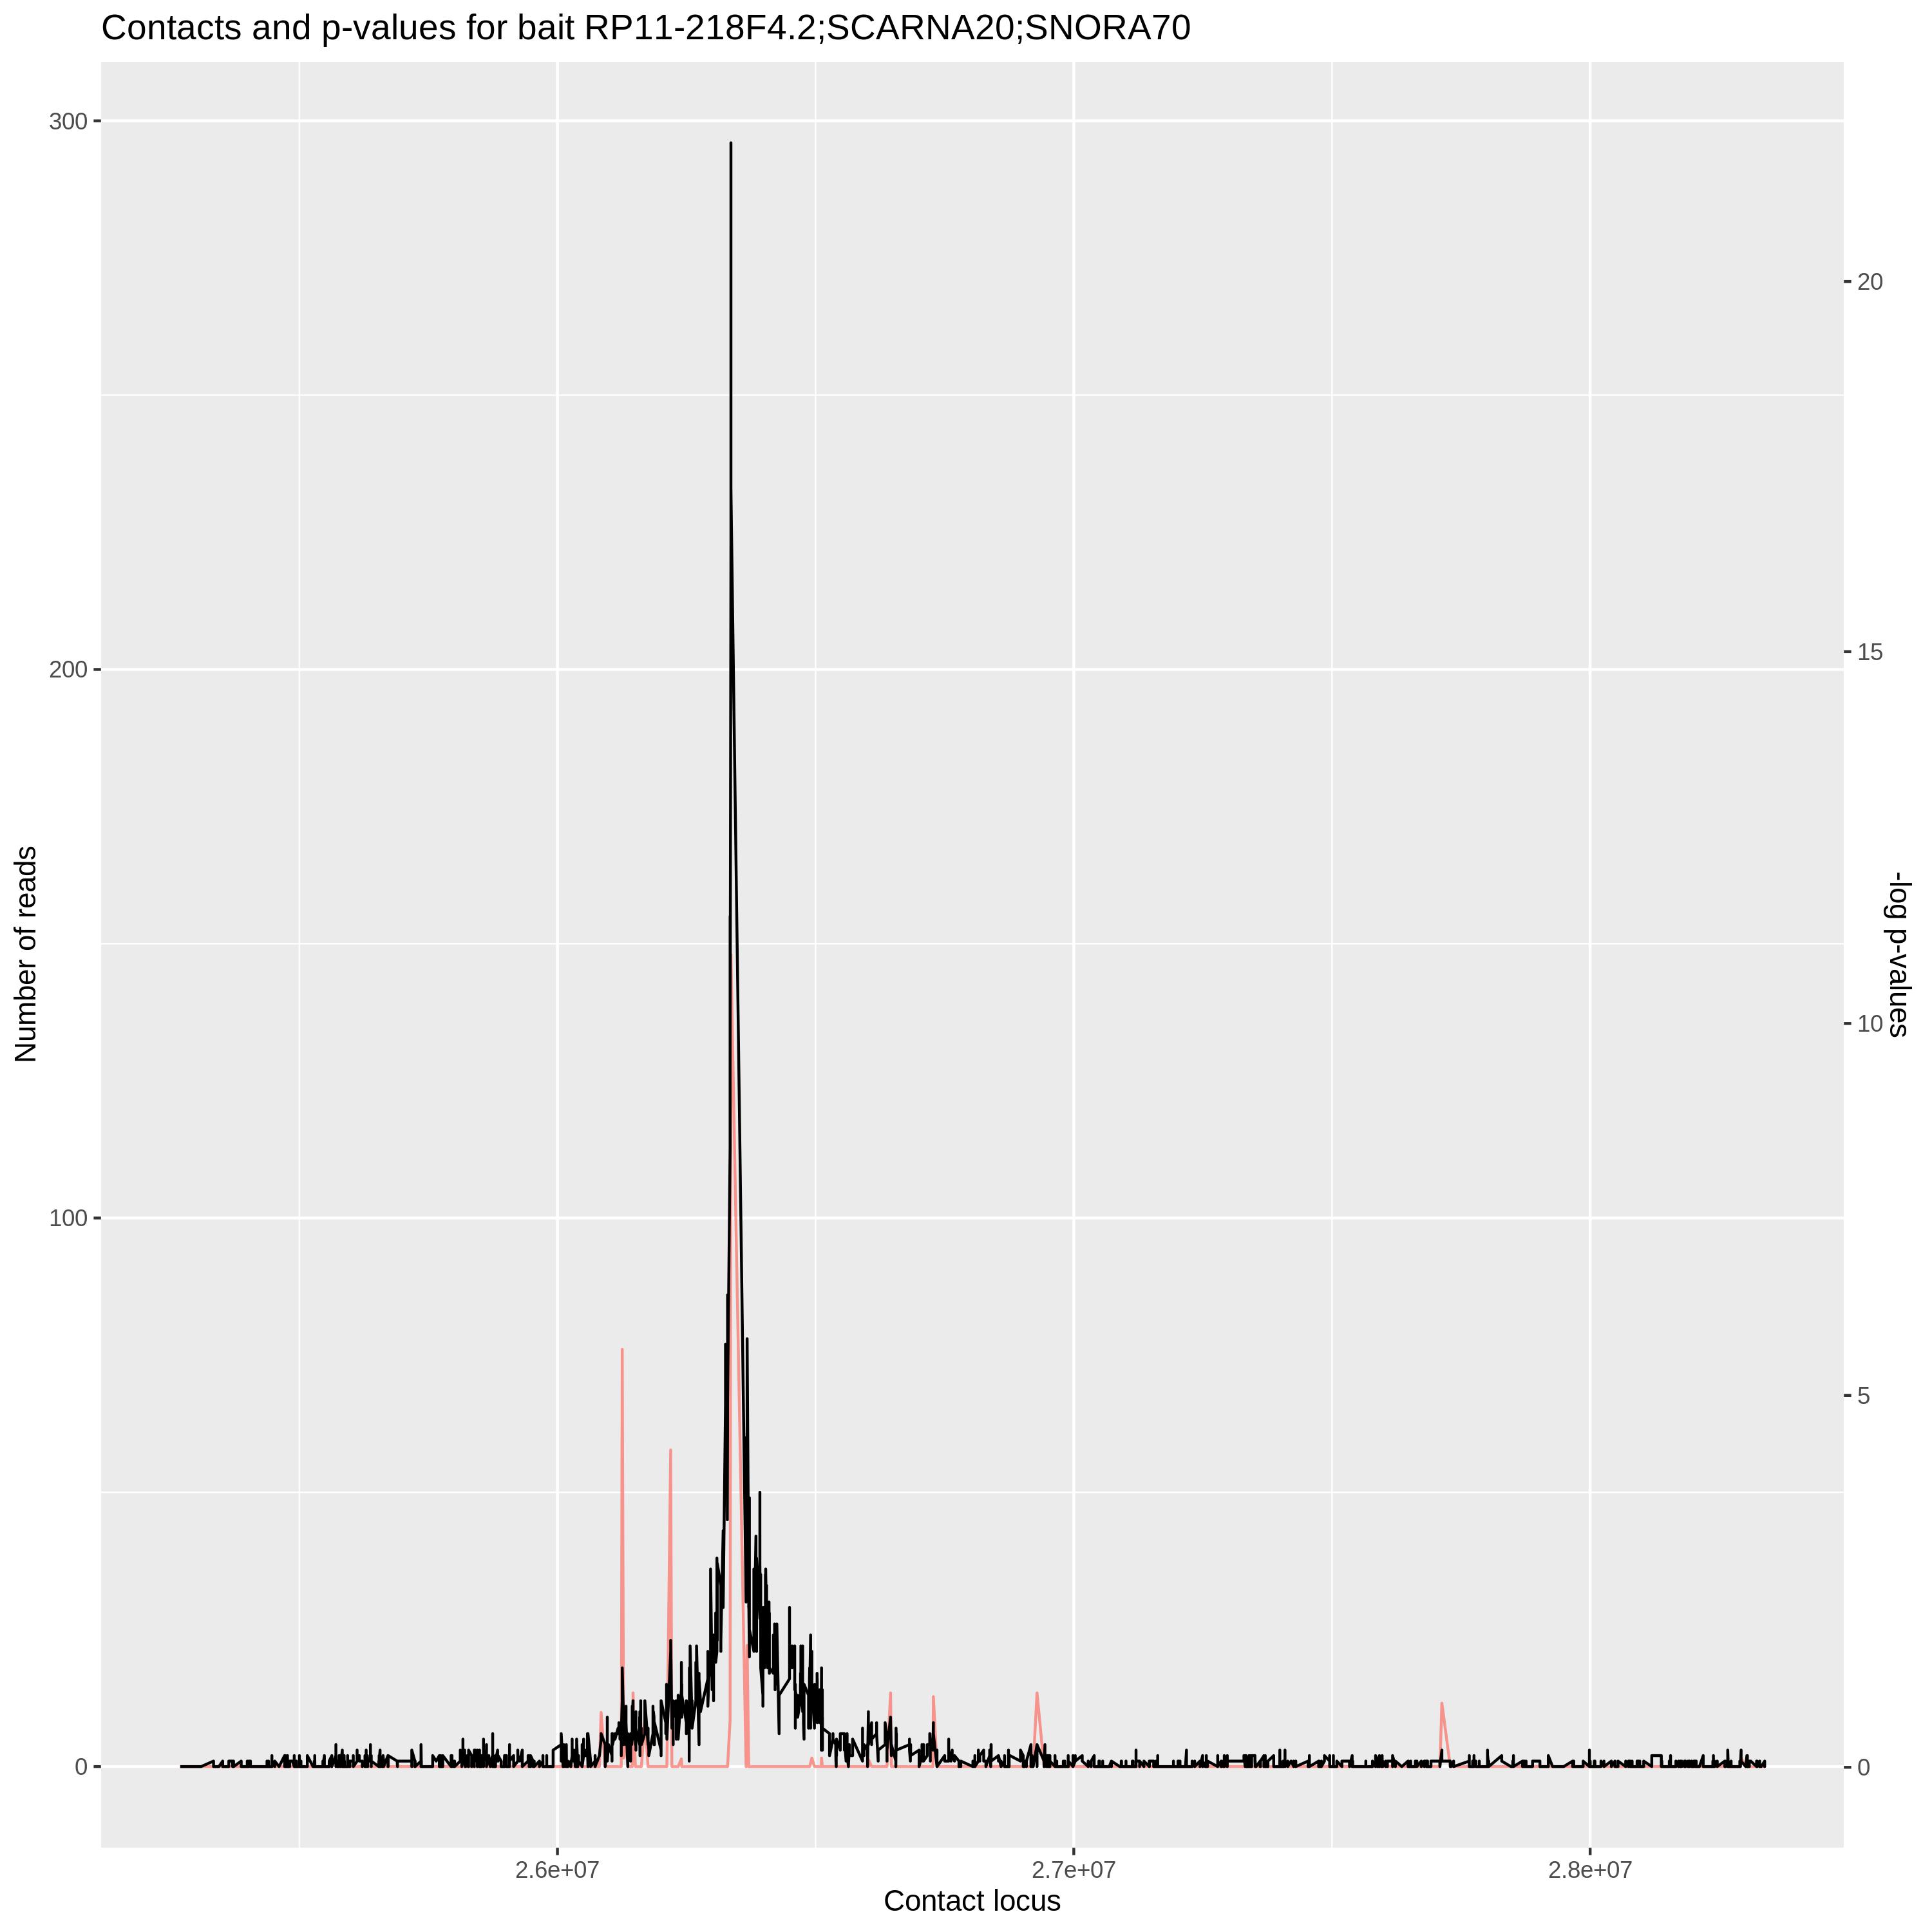 Contacts and p-values for bait RP11-218F4.2;SCARNA20;SNORA70
300
200
100
0
Number of reads
20
15
10
5
0
-log p-values
2.6e+07
2.7e+07
2.8e+07
Contact locus